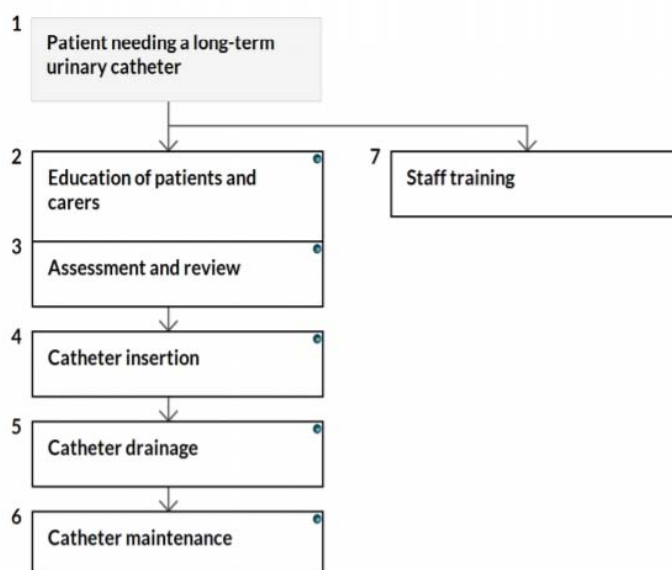 1
Patient needing a long-term
urinary catheter
2
Education of patients and
carers
7
Staff training
3
Assessment and review
4
Catheter insertion
5
Catheter drainage
6
Catheter maintenance